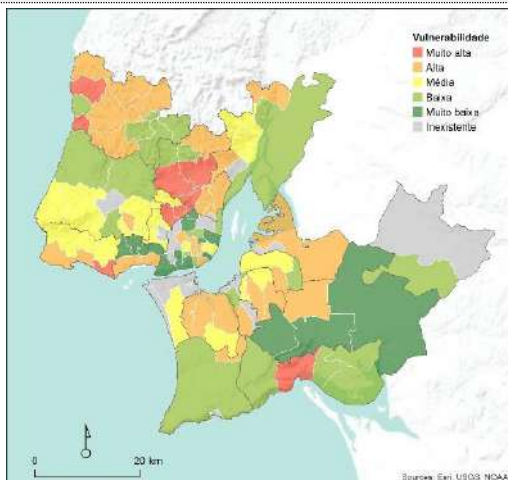 Vulnerabilidade
Muito alta
Alta
Média
Baixa
Muito baixa
Inexistente
0 20 km
Sources: Esri, USGS, NOAA